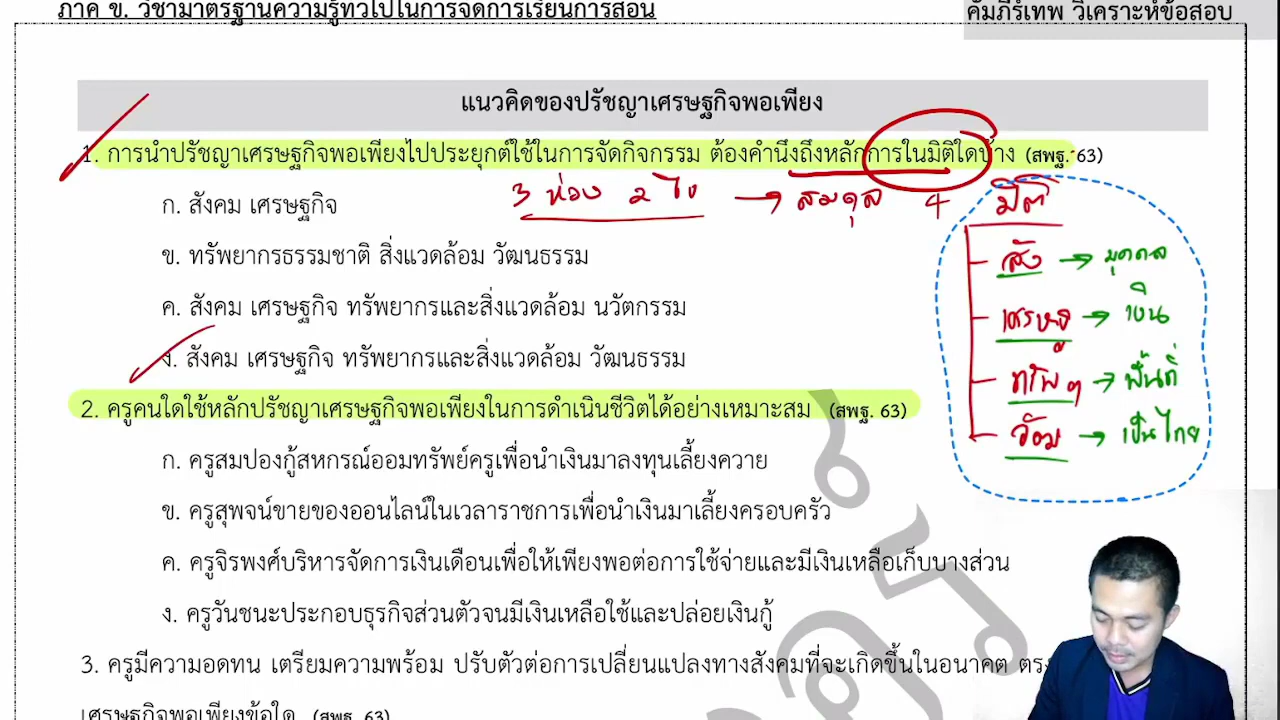 ภาค ข. วิชามาตรฐานความรู้ทั่วไปในการจัดการเรียนการสอน
คัมภีร์เทพ วิเคราะห์ข้อสอบ
แนวคิดของปรัชญาเศรษฐกิจพอเพียง
1. การนำปรัชญาเศรษฐกิจพอเพียงไปประยุกต์ใช้ในการจัดกิจกรรม ต้องคำนึงถึงหลักการในมิติใดบ้าง (สพฐ. 63)
3 ห่วง 2 ไข → สมดุล 4 มิติ
ก. สังคม เศรษฐกิจ
สัง → บุคคล
ข. ทรัพยากรธรรมชาติ สิ่งแวดล้อม วัฒนธรรม
ค. สังคม เศรษฐกิจ ทรัพยากรและสิ่งแวดล้อม นวัตกรรม
→ เงิน
ง. สังคม เศรษฐกิจ ทรัพยากรและสิ่งแวดล้อม วัฒนธรรม
ทรัพฯ → พื้นที่
2. ครูคนใดใช้หลักปรัชญาเศรษฐกิจพอเพียงในการดำเนินชีวิตได้อย่างเหมาะสม (สพฐ. 63)
→ เป็นไทย
ก. ครูสมปองกู้สหกรณ์ออมทรัพย์ครูเพื่อนำเงินมาลงทุนเลี้ยงควาย
ข. ครูสุพจน์ขายของออนไลน์ในเวลาราชการเพื่อนำเงินมาเลี้ยงครอบครัว
ค. ครูจิรพงศ์บริหารจัดการเงินเดือนเพื่อให้เพียงพอต่อการใช้จ่ายและมีเงินเหลือเก็บบางส่วน
ง. ครูวันชนะประกอบธุรกิจส่วนตัวจนมีเงินเหลือใช้และปล่อยเงินกู้
3. ครูมีความอดทน เตรียมความพร้อม ปรับตัวต่อการเปลี่ยนแปลงทางสังคมที่จะเกิดขึ้นในอนาคต
เศรษฐกิจพอเพียงข้อใด (สพฐ. 63)